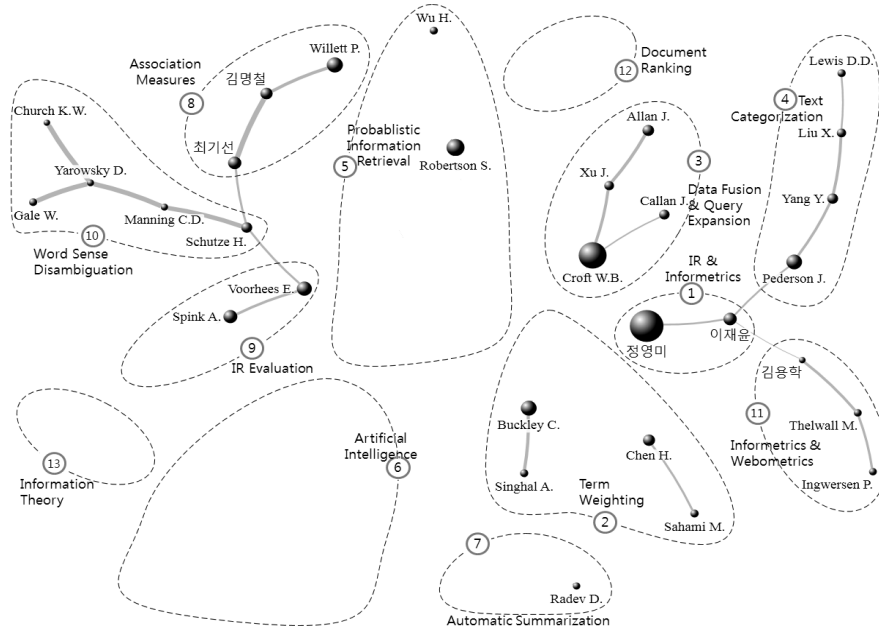 Wu H.
Association
Measures
8
Willett P.
김명철
최기선
Document
Ranking
12
Lewis D.D.
4
Text
Categorization
Liu X.
Yang Y.
Pederson J.
Church K.W.
Yarowsky D.
Gale W.
Manning C.D.
Schutze H.
10
Word Sense
Disambiguation
Probablistic
Information
Retrieval
5
Robertson S.
Allan J.
Xu J.
3
Callan J.
Data Fusion
& Query
Expansion
Croft W.B.
IR &
Informetrics
1
정영미
이재윤
Voorhees E.
Spink A.
9
IR Evaluation
김용학
11
Thelwall M.
Informetrics &
Webometrics
Ingwersen P.
13
Information
Theory
Artificial
Intelligence
6
Buckley C.
Singhal A.
Chen H.
Term
Weighting
2
Sahami M.
7
Radev D.
Automatic Summarization